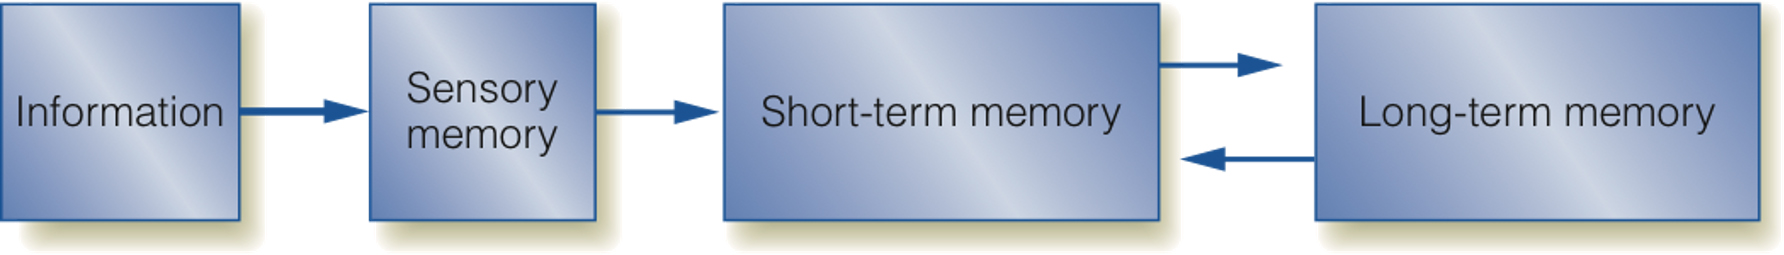 Information
Sensory
memory
Short-term memory
Long-term memory